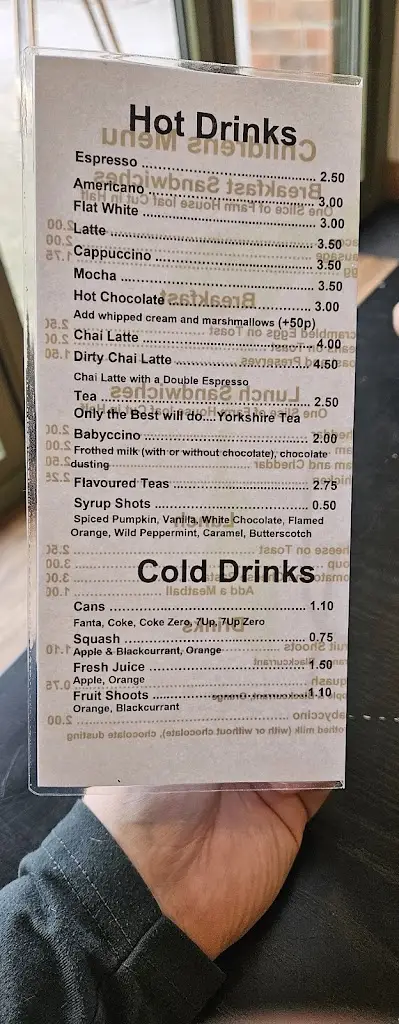 Hot Drinks
Espresso ........ 2.50
Americano ........ 3.00
Flat White ........ 3.00
Latte ........ 3.50
Cappuccino ........ 3.50
Mocha ........ 3.50
Hot Chocolate ........ 3.00
Add whipped cream and marshmallows (+50p)
Chai Latte ........ 4.00
Dirty Chai Latte ........ 4.50
Chai Latte with a Double Espresso
Tea ........ 2.50
Only the Best will do....Yorkshire Tea
Babyccino ........ 2.00
Frothed milk (with or without chocolate), chocolate
dusting
Flavoured Teas ........ 2.75
Syrup Shots ........ 0.50
Spiced Pumpkin, Vanilla, White Chocolate, Flamed
Orange, Wild Peppermint, Caramel, Butterscotch
Cold Drinks
Cans ........ 1.10
Fanta, Coke, Coke Zero, 7Up, 7Up Zero
Squash ........ 0.75
Apple & Blackcurrant, Orange
Fresh Juice ........ 1.50
Apple, Orange
Fruit Shoots ........ 1.10
Orange, Blackcurrant